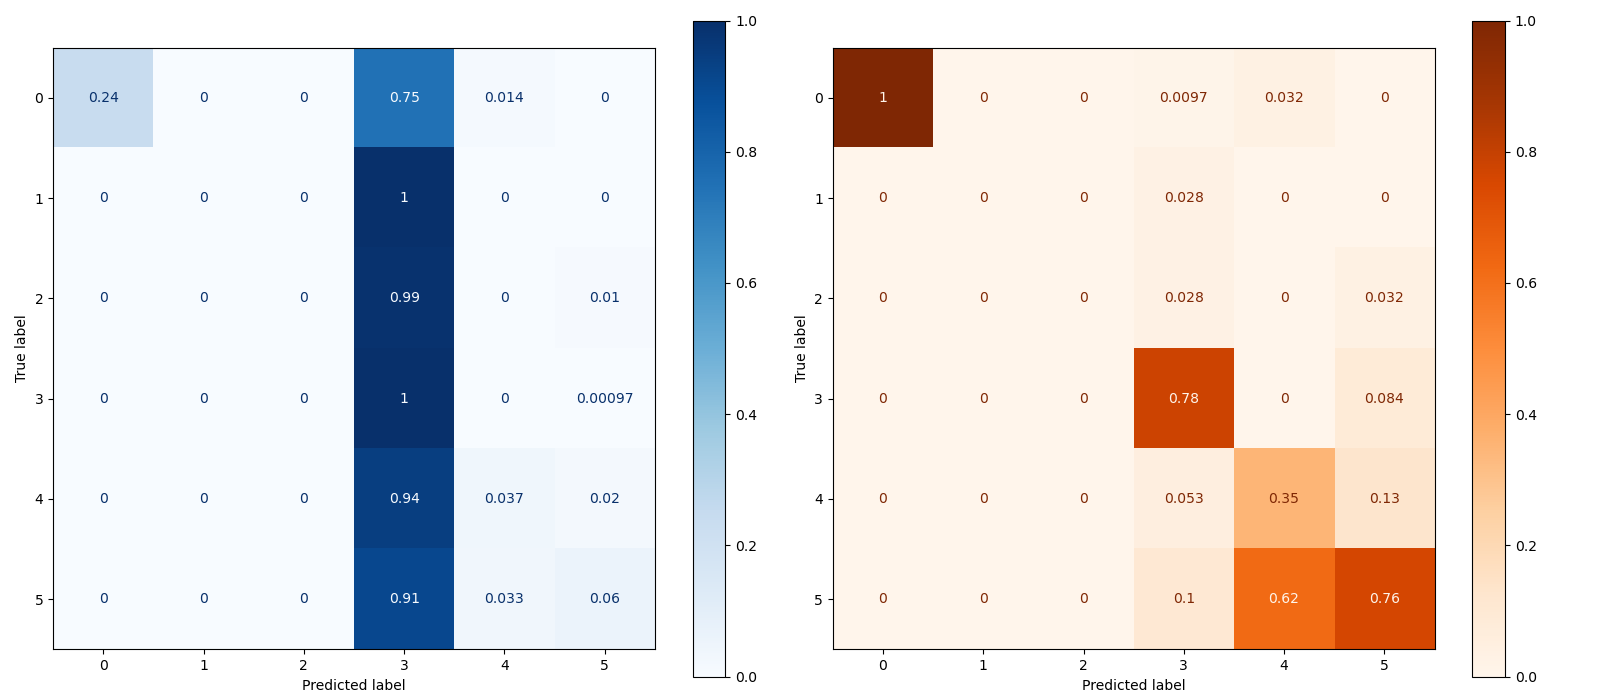 1.0
0 0.24 0 0 0.75 0.014 0
0.8
1 0 0 0 1 0 0
2 0 0 0 0.99 0 0.01
0.6
True label
3 0 0 0 1 0 0.00097
0.4
4 0 0 0 0.94 0.037 0.02
0.2
5 0 0 0 0.91 0.033 0.06
0 1 2 3 4 5
0.0
Predicted label
1.0
0 1 0 0 0.0097 0.032 0
0.8
1 0 0 0 0.028 0 0
2 0 0 0 0.028 0 0.032
0.6
True label
3 0 0 0 0.78 0 0.084
0.4
4 0 0 0 0.053 0.35 0.13
0.2
5 0 0 0 0.1 0.62 0.76
0 1 2 3 4 5
0.0
Predicted label